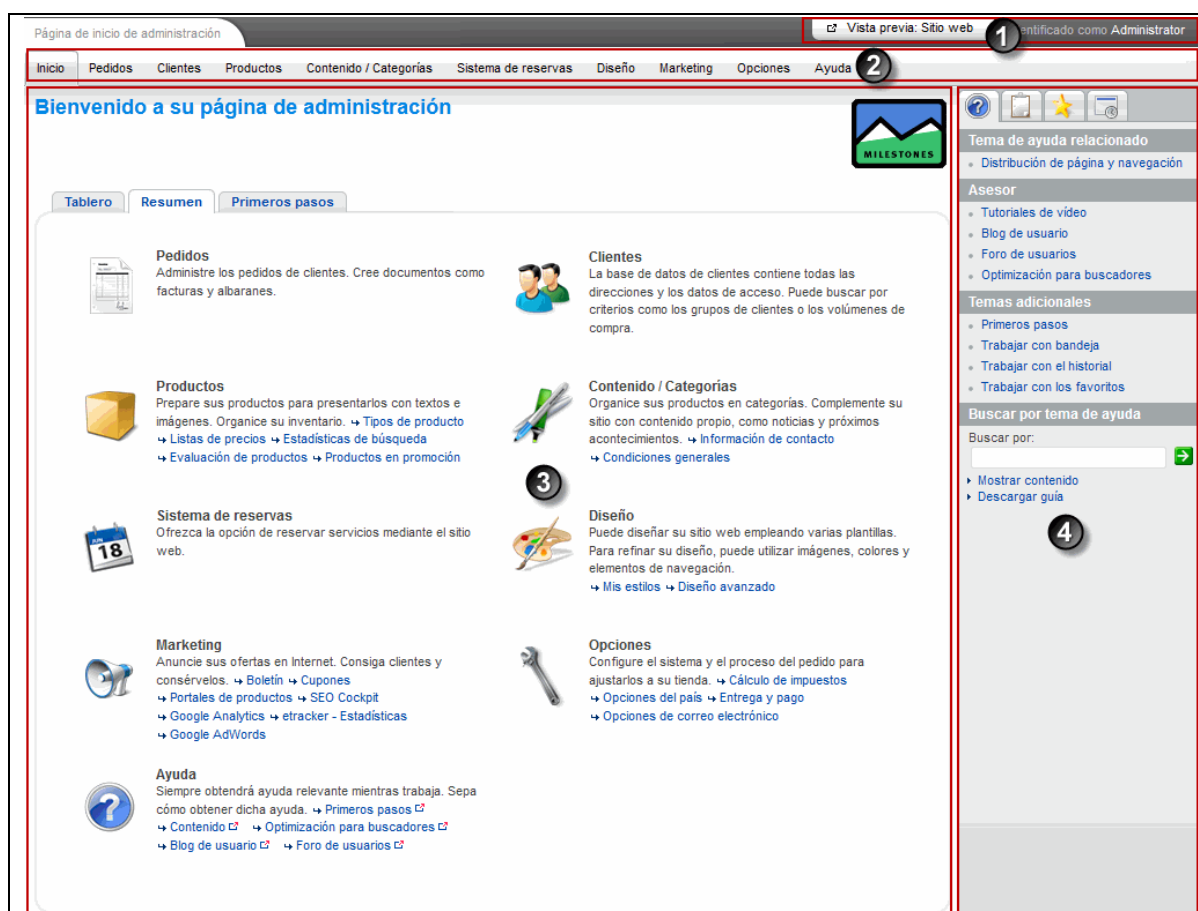 Página de inicio de administración
Vista previa: Sitio web
1
entificado como Administrator
Inicio Pedidos Clientes Productos Contenido / Categorías Sistema de reservas Diseño Marketing Opciones Ayuda
2
Bienvenido a su página de administración
MILESTONES
Tablero Resumen Primeros pasos
Pedidos
Administre los pedidos de clientes. Cree documentos como
facturas y albaranes.
Clientes
La base de datos de clientes contiene todas las
direcciones y los datos de acceso. Puede buscar por
criterios como los grupos de clientes o los volúmenes de
compra.
Productos
Prepare sus productos para presentarlos con textos e
imágenes. Organice su inventario. ↳ Tipos de producto
↳ Listas de precios ↳ Estadísticas de búsqueda
↳ Evaluación de productos ↳ Productos en promoción
Contenido / Categorías
Organice sus productos en categorías. Complemente su
sitio con contenido propio, como noticias y próximos
acontecimientos. ↳ Información de contacto
↳ Condiciones generales
3
Sistema de reservas
Ofrezca la opción de reservar servicios mediante el sitio
web.
JUN
18
Diseño
Puede diseñar su sitio web empleando varias plantillas.
Para refinar su diseño, puede utilizar imágenes, colores y
elementos de navegación.
↳ Mis estilos ↳ Diseño avanzado
Marketing
Anuncie sus ofertas en Internet. Consiga clientes y
consérvelos. ↳ Boletín ↳ Cupones
↳ Portales de productos ↳ SEO Cockpit
↳ Google Analytics ↳ etracker - Estadísticas
↳ Google AdWords
Opciones
Configure el sistema y el proceso del pedido para
ajustarlos a su tienda. ↳ Cálculo de impuestos
↳ Opciones del país ↳ Entrega y pago
↳ Opciones de correo electrónico
Ayuda
Siempre obtendrá ayuda relevante mientras trabaja. Sepa
cómo obtener dicha ayuda. ↳ Primeros pasos
↳ Contenido ↳ Optimización para buscadores
↳ Blog de usuario ↳ Foro de usuarios
Tema de ayuda relacionado
Distribución de página y navegación
Asesor
Tutoriales de vídeo
Blog de usuario
Foro de usuarios
Optimización para buscadores
Temas adicionales
Primeros pasos
Trabajar con bandeja
Trabajar con el historial
Trabajar con los favoritos
Buscar por tema de ayuda
Buscar por:
Mostrar contenido
Descargar guía
4